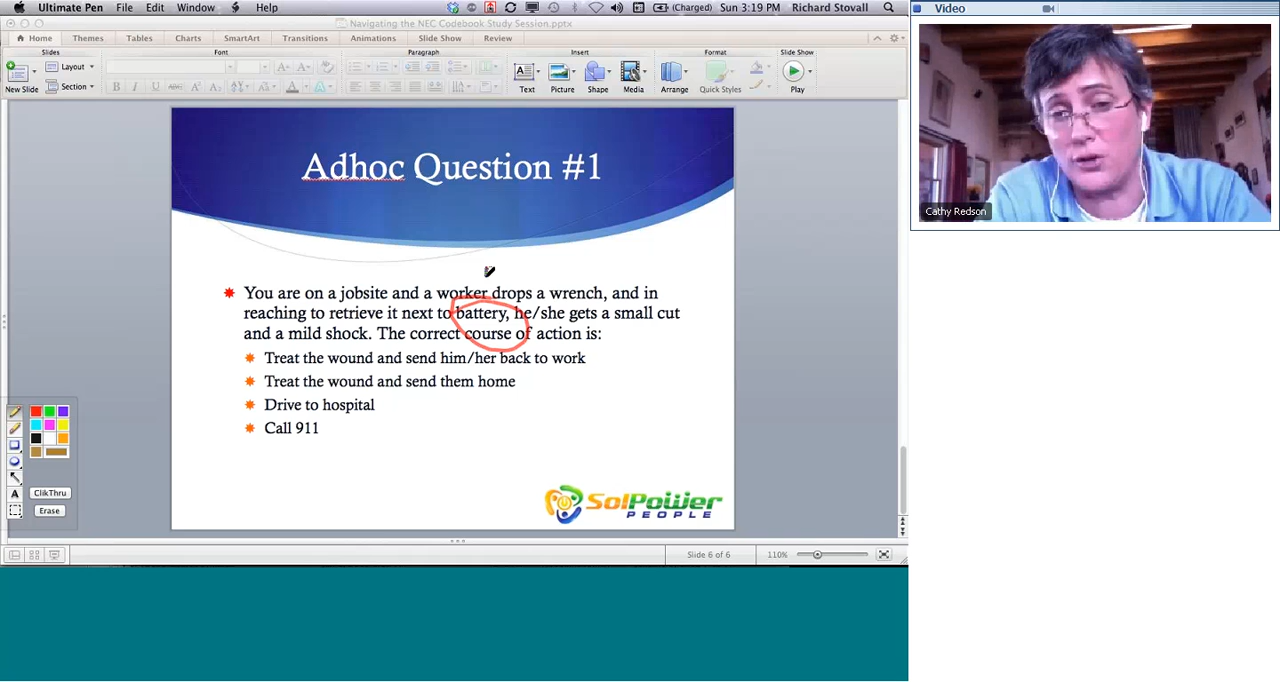 Ultimate Pen File Edit Window Help (Charged) Sun 3:19 PM Richard Stovall
Navigating the NEC Codebook Study Session.pptx
Home Themes Tables Charts SmartArt Transitions Animations Slide Show Review
Slides Font Paragraph Insert Format Slide Show
Layout
Section
New Slide
B I U ABC A A
Text Picture Shape Media Arrange Quick Styles Play
Adhoc Question #1
You are on a jobsite and a worker drops a wrench, and in
reaching to retrieve it next to battery, he/she gets a small cut
and a mild shock. The correct course of action is:
Treat the wound and send him/her back to work
Treat the wound and send them home
Drive to hospital
Call 911
SolPower
PEOPLE
A
ClikThru
Erase
Slide 6 of 6 110%
Video
Cathy Redson